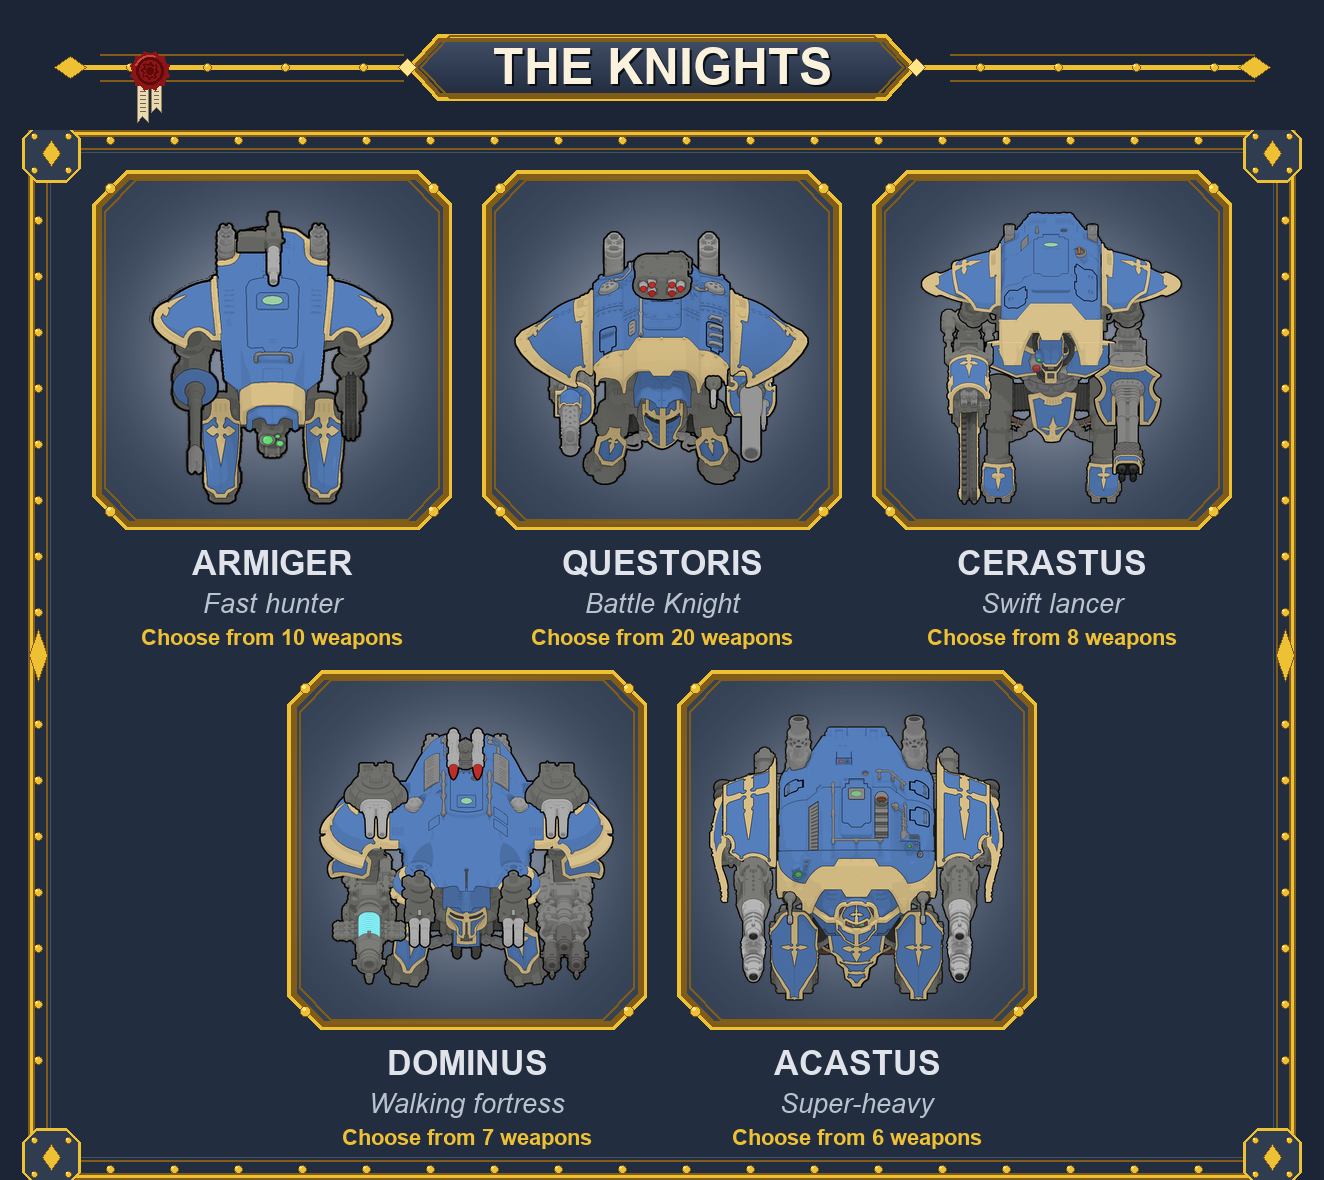 THE KNIGHTS
ARMIGER
Fast hunter
Choose from 10 weapons
QUESTORIS
Battle Knight
Choose from 20 weapons
CERASTUS
Swift lancer
Choose from 8 weapons
DOMINUS
Walking fortress
Choose from 7 weapons
ACASTUS
Super-heavy
Choose from 6 weapons